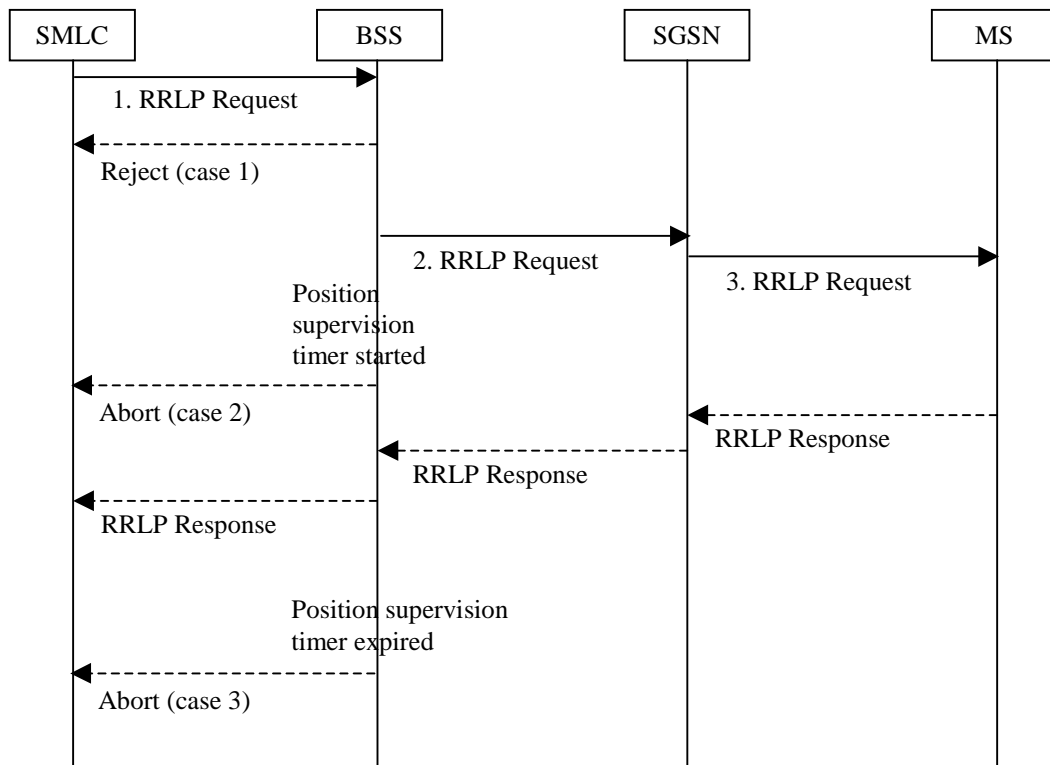 SMLC
BSS
SGSN
MS
1. RRLP Request
Reject (case 1)
2. RRLP Request
3. RRLP Request
Position
supervision
timer started
Abort (case 2)
RRLP Response
RRLP Response
RRLP Response
Position supervision
timer expired
Abort (case 3)